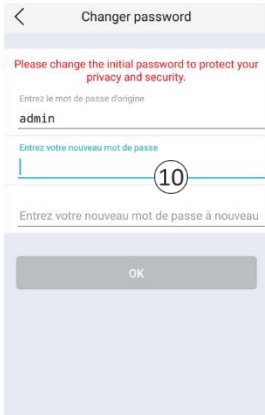 Changer password
Please change the initial password to protect your
privacy and security.
Entrez le mot de passe d'origine
admin
Entrez votre nouveau mot de passe
10
Entrez votre nouveau mot de passe à nouveau
OK